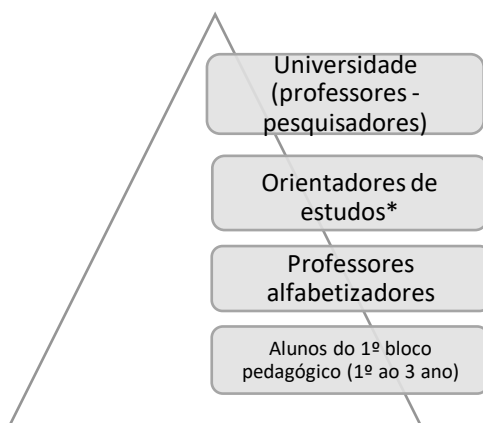 Universidade
(professores -
pesquisadores)
Orientadores de
estudos*
Professores
alfabetizadores
Alunos do 1º bloco
pedagógico (1º ao 3 ano)